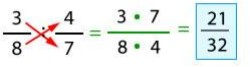 3/8 : 4/7 = 3 • 7 / 8 • 4 = 21/32